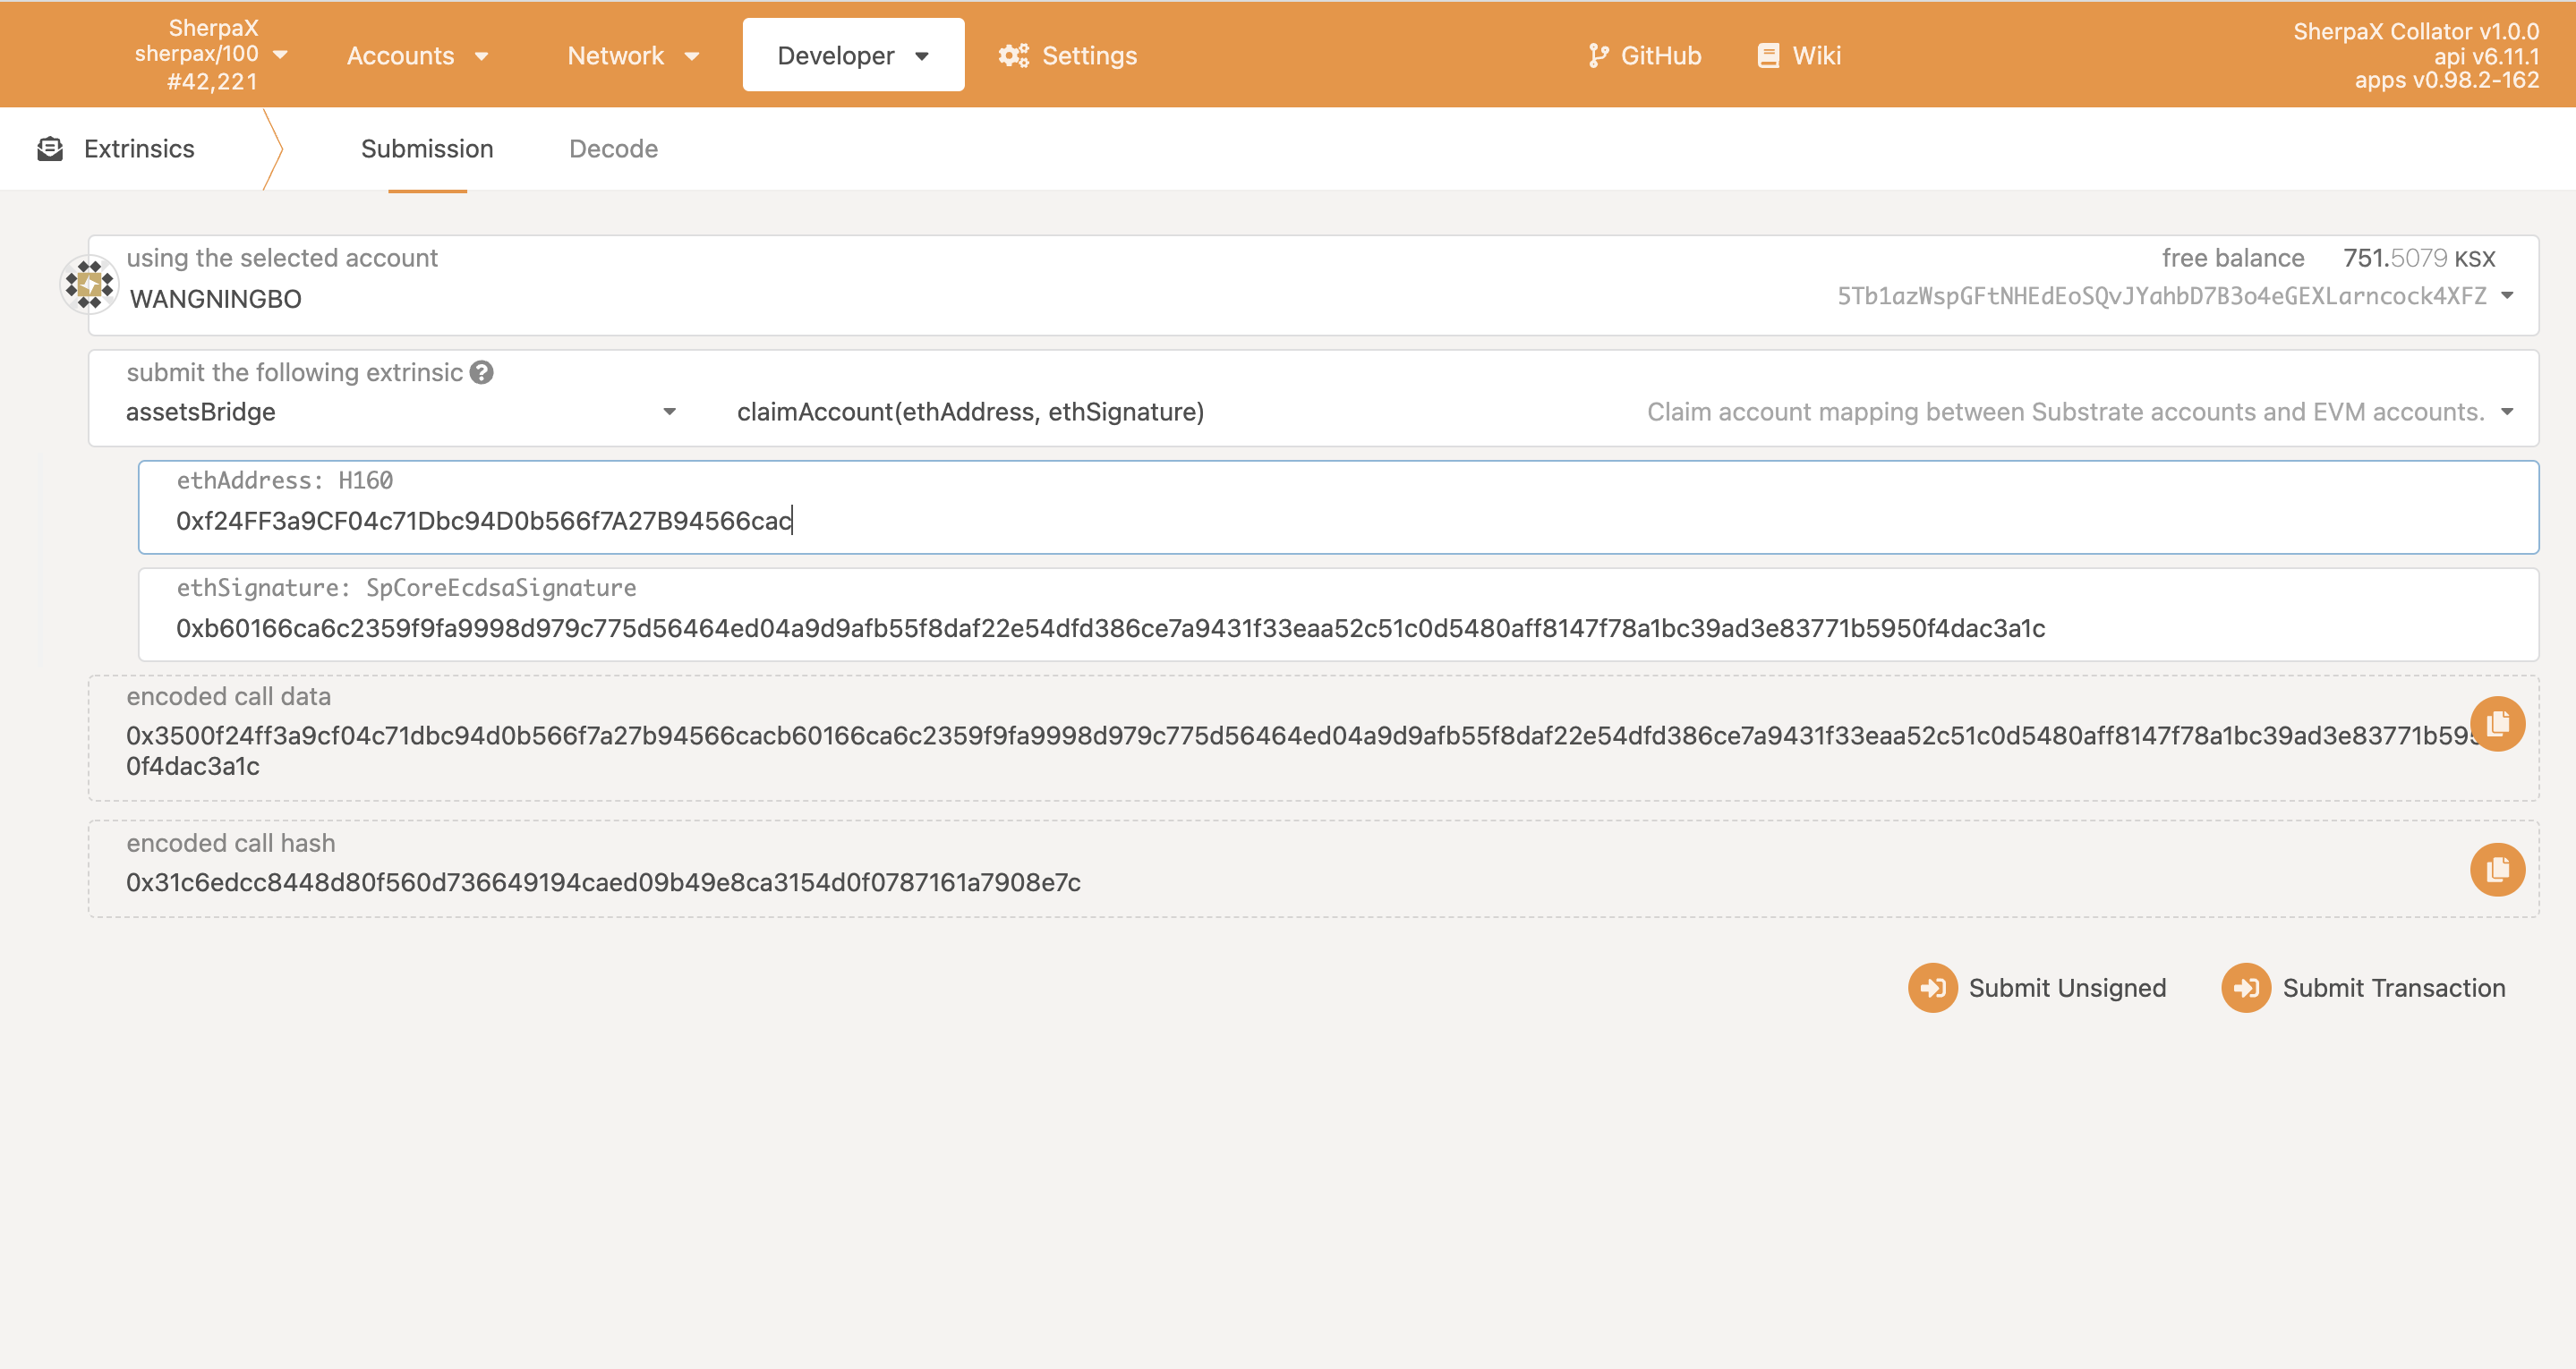 SherpaX
sherpax/100
#42,221
Accounts
Network
Developer
Settings
GitHub
Wiki
SherpaX Collator v1.0.0
api v6.11.1
apps v0.98.2-162
Extrinsics
Submission
Decode
using the selected account
WANGNINGBO
free balance 751.5079 KSX
5Tb1azWspGFtNHEdEoSQvJYahbD7B3o4eGEXLarncock4XFZ
submit the following extrinsic
assetsBridge
claimAccount(ethAddress, ethSignature)
Claim account mapping between Substrate accounts and EVM accounts.
ethAddress: H160
0xf24FF3a9CF04c71Dbc94D0b566f7A27B94566cac
ethSignature: SpCoreEcdsaSignature
0xb60166ca6c2359f9fa9998d979c775d56464ed04a9d9afb55f8daf22e54dfd386ce7a9431f33eaa52c51c0d5480aff8147f78a1bc39ad3e83771b5950f4dac3a1c
encoded call data
0x3500f24ff3a9cf04c71dbc94d0b566f7a27b94566cacb60166ca6c2359f9fa9998d979c775d56464ed04a9d9afb55f8daf22e54dfd386ce7a9431f33eaa52c51c0d5480aff8147f78a1bc39ad3e83771b595
0f4dac3a1c
encoded call hash
0x31c6edcc8448d80f560d736649194caed09b49e8ca3154d0f0787161a7908e7c
Submit Unsigned
Submit Transaction